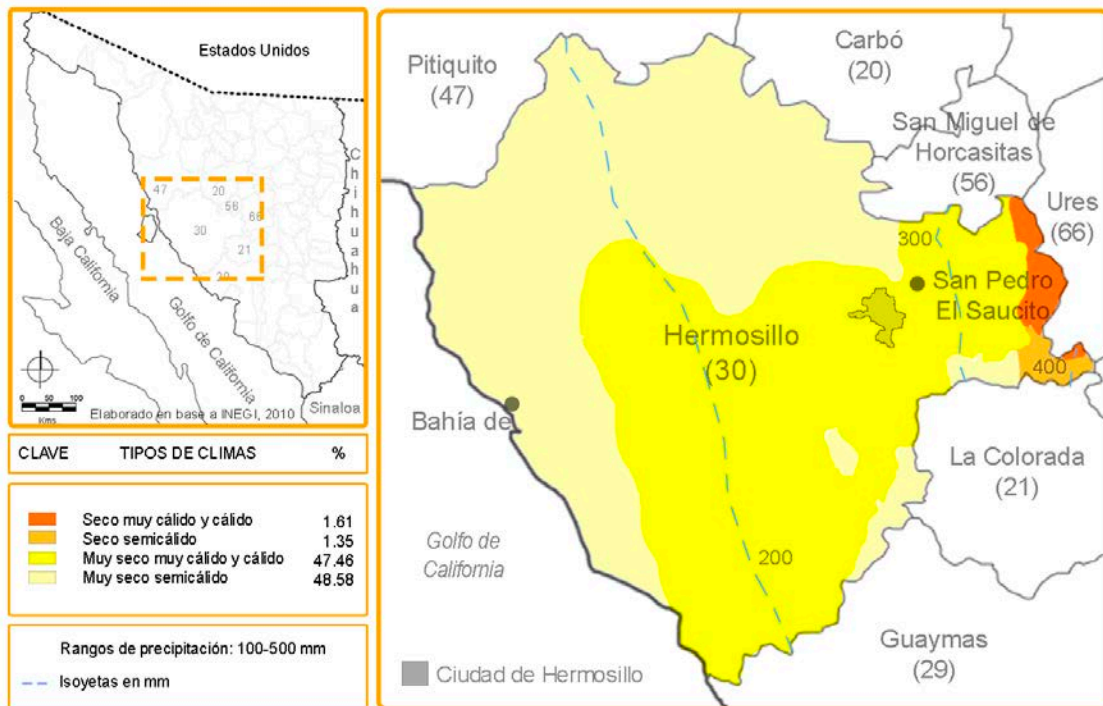 Estados Unidos
Chihuahua
47
20
56
66
30
21
29
Baja California
Golfo de California
Sinaloa
0 50 100
Kms
Elaborado en base a INEGI, 2010
CLAVE TIPOS DE CLIMAS %
Seco muy cálido y cálido 1.61
Seco semicálido 1.35
Muy seco muy cálido y cálido 47.46
Muy seco semicálido 48.58
Rangos de precipitación: 100-500 mm
Isoyetas en mm
Pitiquito
(47)
Carbó
(20)
San Miguel de
Horcasitas
(56)
Ures
(66)
300
San Pedro
El Saucito
Hermosillo
(30)
400
Bahía de
La Colorada
(21)
Golfo de
California
200
Guaymas
(29)
Ciudad de Hermosillo